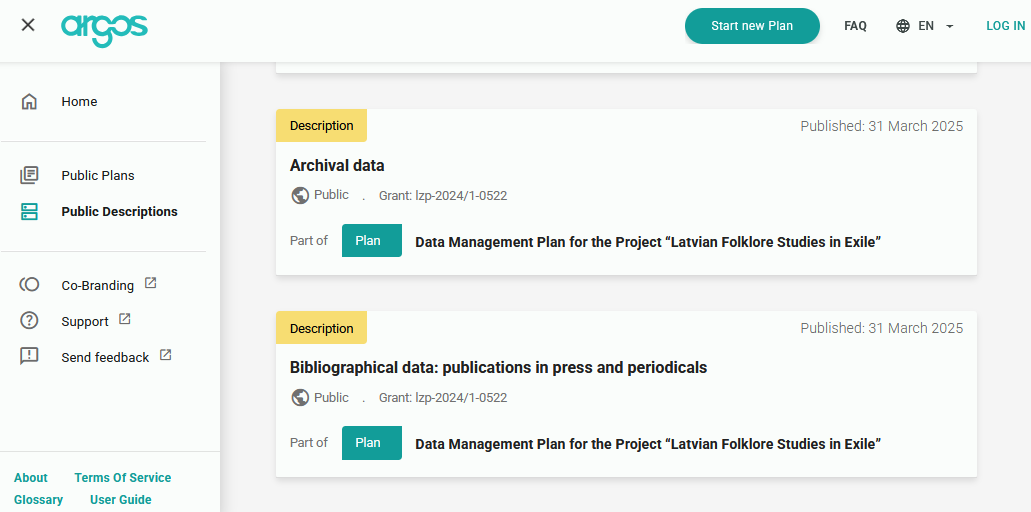 argos
Start new Plan
FAQ
EN
LOG IN
Home
Public Plans
Public Descriptions
Co-Branding
Support
Send feedback
About Terms Of Service
Glossary User Guide
Description
Published: 31 March 2025
Archival data
Public . Grant: lzp-2024/1-0522
Part of Plan Data Management Plan for the Project “Latvian Folklore Studies in Exile”
Description
Published: 31 March 2025
Bibliographical data: publications in press and periodicals
Public . Grant: lzp-2024/1-0522
Part of Plan Data Management Plan for the Project “Latvian Folklore Studies in Exile”